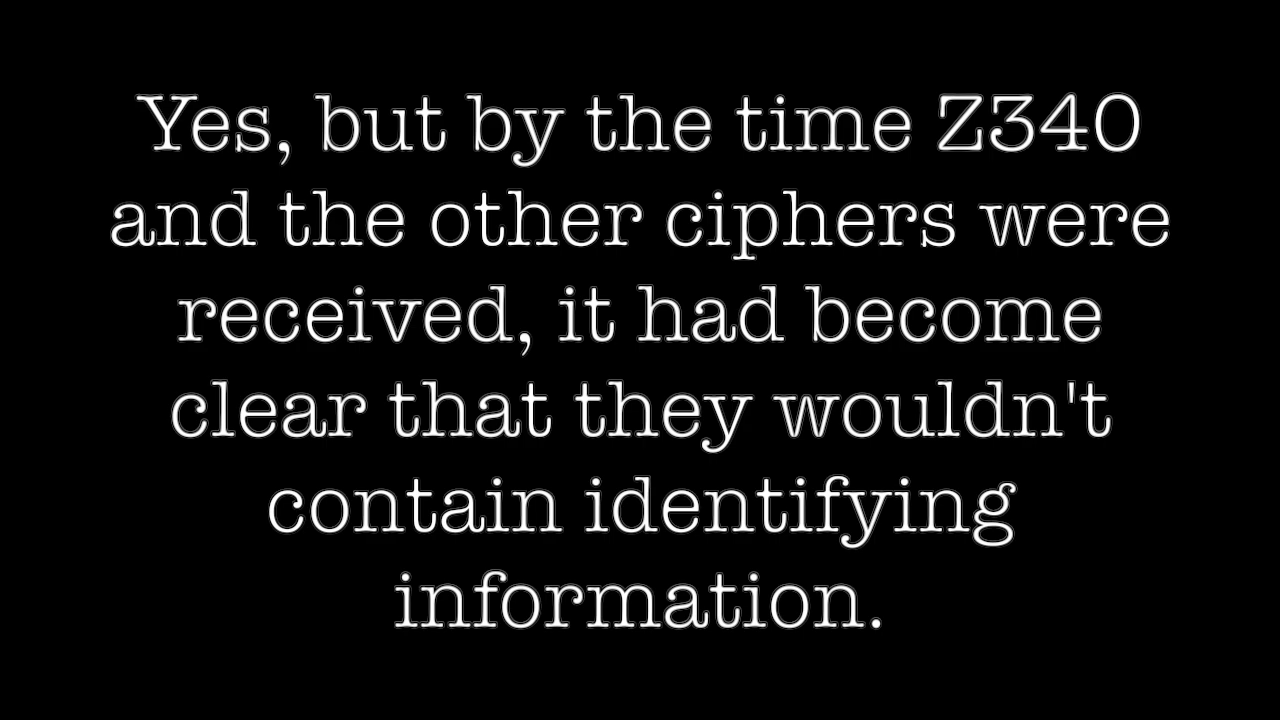 Yes, but by the time Z340
and the other ciphers were
received, it had become
clear that they wouldn't
contain identifying
information.